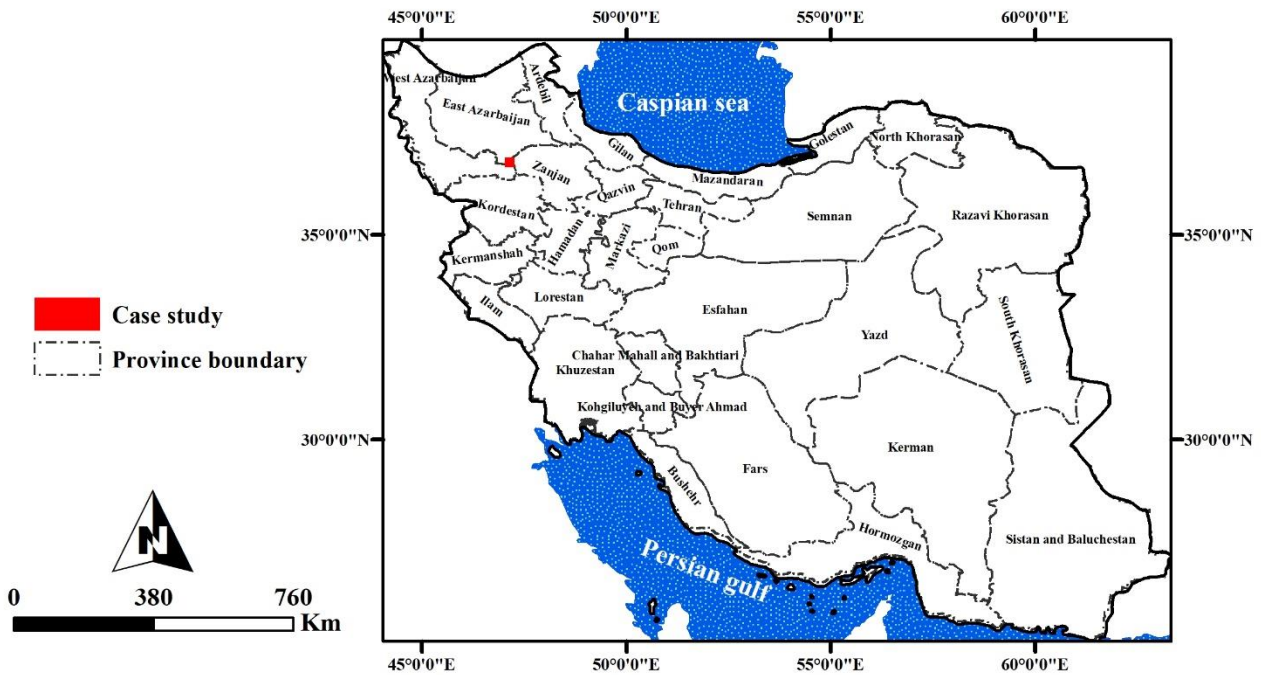 45°0'0"E 50°0'0"E 55°0'0"E 60°0'0"E
West Azarbaijan
Ardebil
East Azarbaijan
Caspian sea
Golestan
North Khorasan
Gilan
Zanjan
Mazandaran
Qazvin
Tehran
Kordestan
Semnan
Razavi Khorasan
35°0'0"N 35°0'0"N
Hamadan
Markazi
Qom
Kermanshah
Ilam
Lorestan
Esfahan
South Khorasan
Case study
Yazd
Province boundary
Chahar Mahall and Bakhtiari
Khuzestan
Kohgiluyeh and Buyer Ahmad
30°0'0"N 30°0'0"N
Kerman
Fars
Bushehr
Hormozgan
Sistan and Baluchestan
N
Persian gulf
0 380 760
Km
45°0'0"E 50°0'0"E 55°0'0"E 60°0'0"E